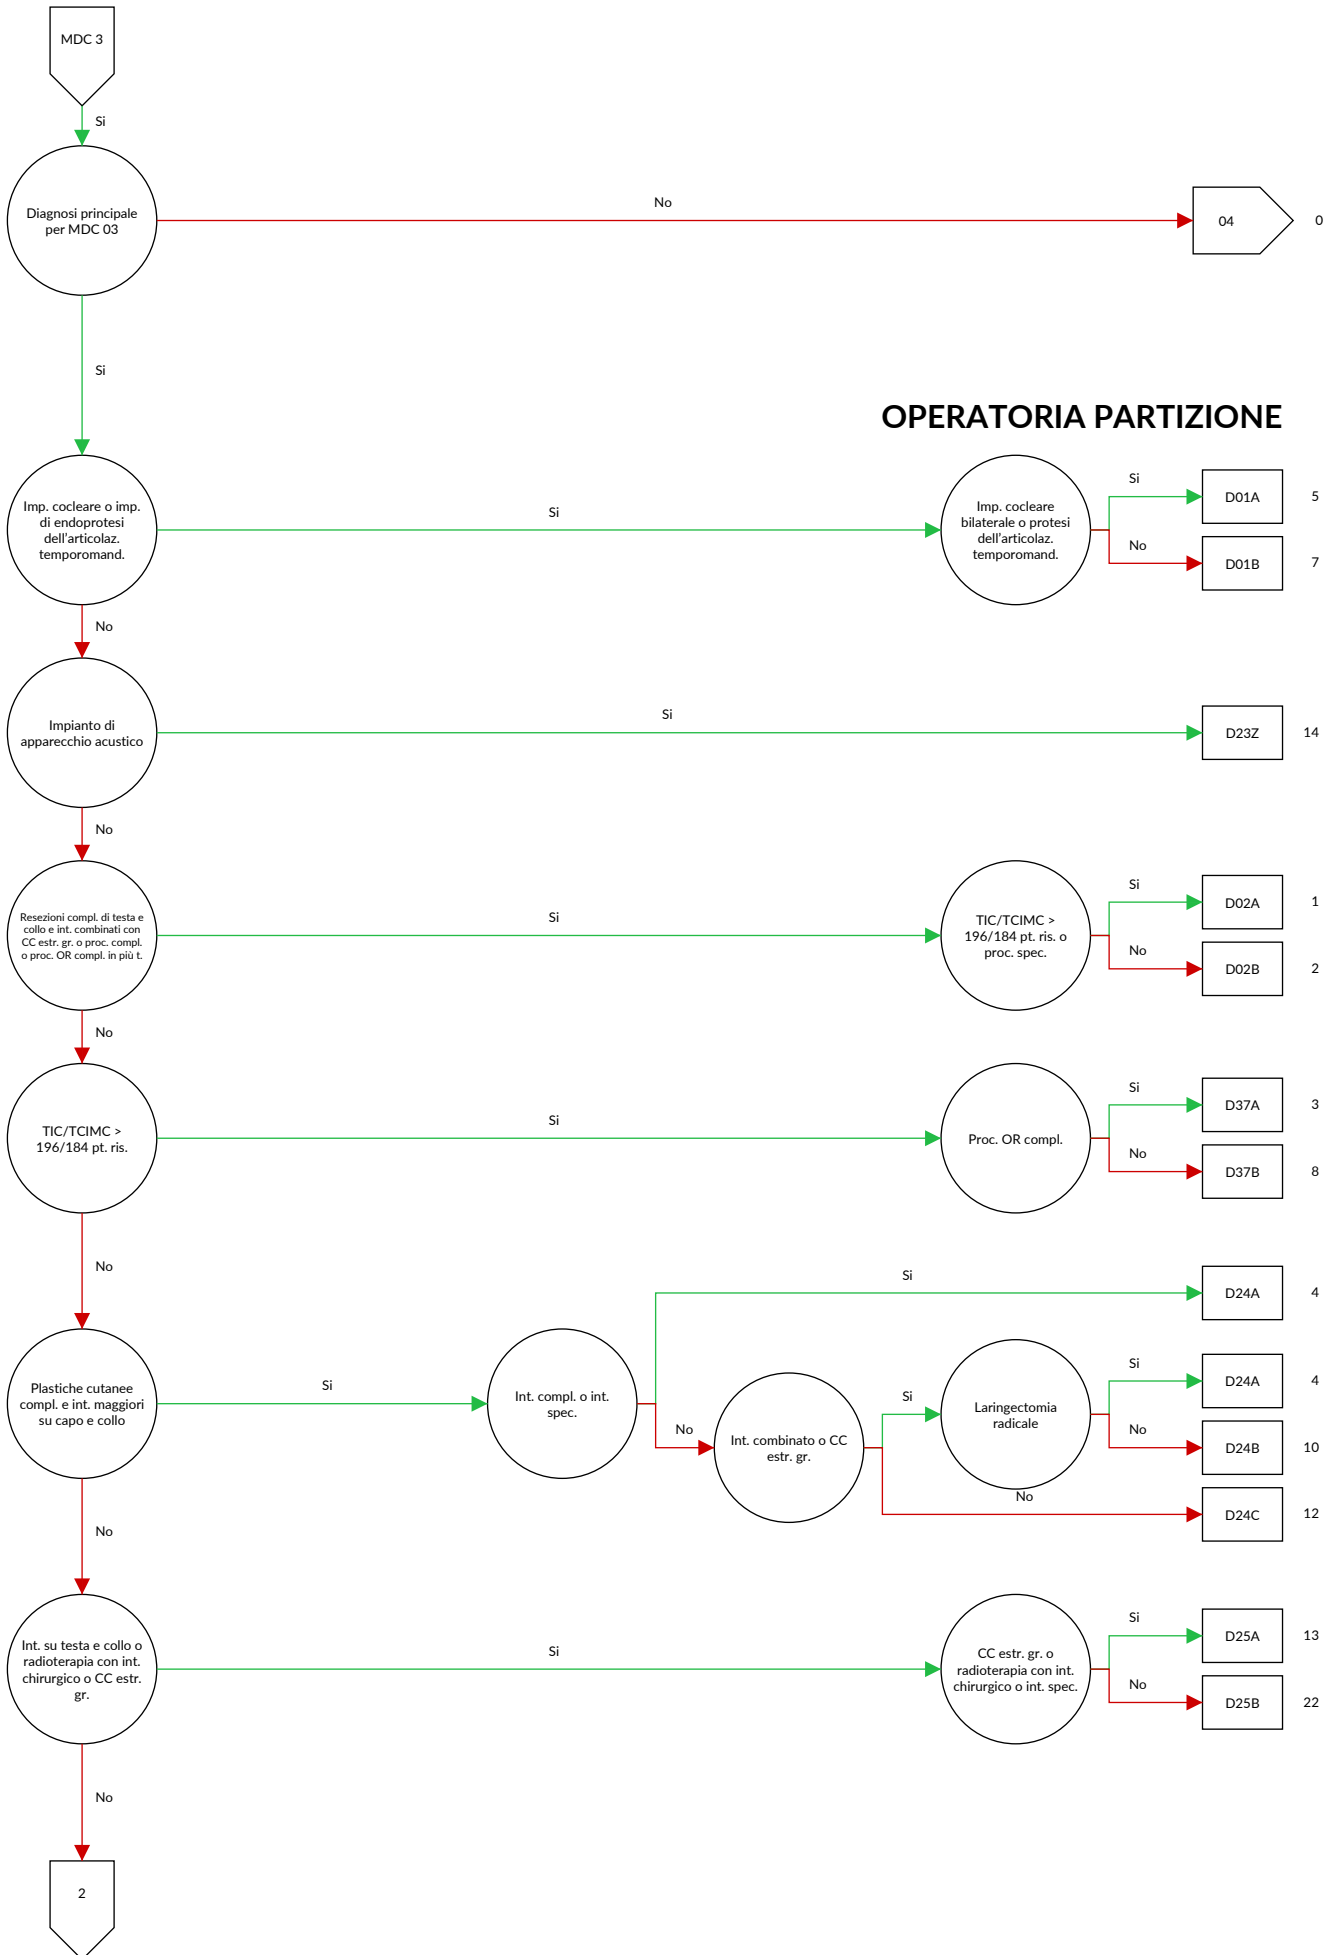 MDC 3
Si
Diagnosi principale
per MDC 03
No
04
0
Si
OPERATORIA PARTIZIONE
Imp. cocleare o imp.
di endoprotesi
dell'articolaz.
temporomand.
Si
Imp. cocleare
bilaterale o protesi
dell'articolaz.
temporomand.
Si
D01A
5
No
D01B
7
No
Impianto di
apparecchio acustico
Si
D23Z
14
No
Resezioni compl. di testa e
collo e int. combinati con
CC estr. gr. o proc. compl.
o proc. OR compl. in più t.
Si
TIC/TCIMC >
196/184 pt. ris. o
proc. spec.
Si
D02A
1
No
D02B
2
No
TIC/TCIMC >
196/184 pt. ris.
Si
Proc. OR compl.
Si
D37A
3
No
D37B
8
No
Plastiche cutanee
compl. e int. maggiori
su capo e collo
Si
Int. compl. o int.
spec.
Si
D24A
4
No
Int. combinato o CC
estr. gr.
Si
Laringectomia
radicale
Si
D24A
4
No
D24B
10
No
D24C
12
No
Int. su testa e collo o
radioterapia con int.
chirurgico o CC estr.
gr.
Si
CC estr. gr. o
radioterapia con int.
chirurgico o int. spec.
Si
D25A
13
No
D25B
22
No
2